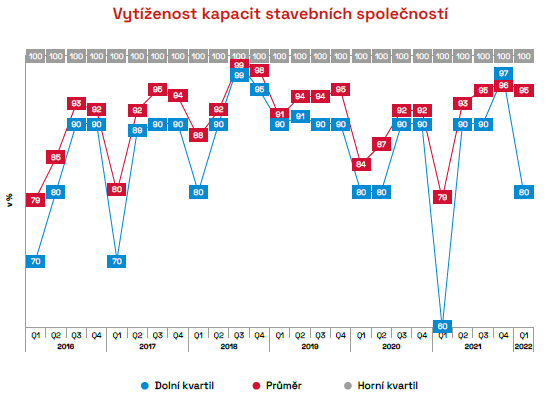 Vytíženost kapacit stavebních společností
100 100 100 100 100 100 100 100 100 100 100 100 100 100 100 100 100 100 100 100 100 100 100 100 100
99 98
99 97
95 95 95 95 96 95
94 94 94
93 93
92 92 92 92 92
91 91
90 90 89 90 90 90 90 90 90 90 90 90 90
88
87
85
84
80 80 80 80 80 80
79 79
70 70
60
v %
Q1 Q2 Q3 Q4 Q1 Q2 Q3 Q4 Q1 Q2 Q3 Q4 Q1 Q2 Q3 Q4 Q1 Q2 Q3 Q4 Q1 Q2 Q3 Q4 Q1
2016 2017 2018 2019 2020 2021 2022
Dolní kvartil Průměr Horní kvartil